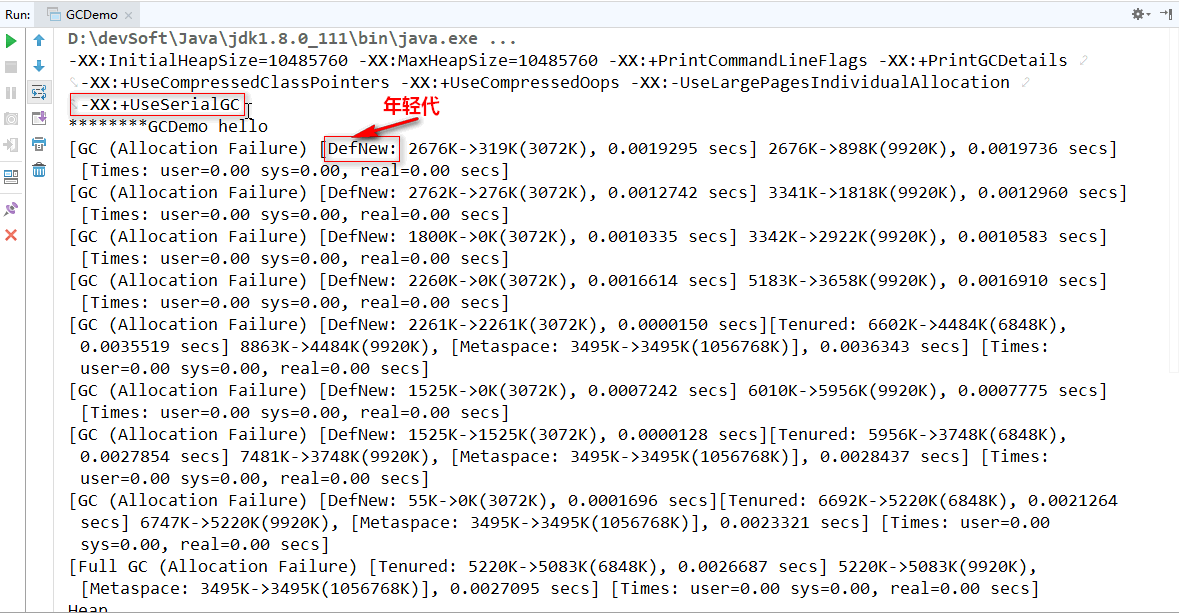 Run: GCDemo
D:\devSoft\Java\jdk1.8.0_111\bin\java.exe ...
-XX:InitialHeapSize=10485760 -XX:MaxHeapSize=10485760 -XX:+PrintCommandLineFlags -XX:+PrintGCDetails
-XX:+UseCompressedClassPointers -XX:+UseCompressedOops -XX:-UseLargePagesIndividualAllocation
-XX:+UseSerialGC
年轻代
********GCDemo hello
[GC (Allocation Failure) [DefNew: 2676K->319K(3072K), 0.0019295 secs] 2676K->898K(9920K), 0.0019736 secs]
[Times: user=0.00 sys=0.00, real=0.00 secs]
[GC (Allocation Failure) [DefNew: 2762K->276K(3072K), 0.0012742 secs] 3341K->1818K(9920K), 0.0012960 secs]
[Times: user=0.00 sys=0.00, real=0.00 secs]
[GC (Allocation Failure) [DefNew: 1800K->0K(3072K), 0.0010335 secs] 3342K->2922K(9920K), 0.0010583 secs]
[Times: user=0.00 sys=0.00, real=0.00 secs]
[GC (Allocation Failure) [DefNew: 2260K->0K(3072K), 0.0016614 secs] 5183K->3658K(9920K), 0.0016910 secs]
[Times: user=0.00 sys=0.00, real=0.00 secs]
[GC (Allocation Failure) [DefNew: 2261K->2261K(3072K), 0.0000150 secs][Tenured: 6602K->4484K(6848K),
0.0035519 secs] 8863K->4484K(9920K), [Metaspace: 3495K->3495K(1056768K)], 0.0036343 secs] [Times:
user=0.00 sys=0.00, real=0.00 secs]
[GC (Allocation Failure) [DefNew: 1525K->0K(3072K), 0.0007242 secs] 6010K->5956K(9920K), 0.0007775 secs]
[Times: user=0.00 sys=0.00, real=0.00 secs]
[GC (Allocation Failure) [DefNew: 1525K->1525K(3072K), 0.0000128 secs][Tenured: 5956K->3748K(6848K),
0.0027854 secs] 7481K->3748K(9920K), [Metaspace: 3495K->3495K(1056768K)], 0.0028437 secs] [Times:
user=0.00 sys=0.00, real=0.00 secs]
[GC (Allocation Failure) [DefNew: 55K->0K(3072K), 0.0001696 secs][Tenured: 6692K->5220K(6848K), 0.0021264
secs] 6747K->5220K(9920K), [Metaspace: 3495K->3495K(1056768K)], 0.0023321 secs] [Times: user=0.00
sys=0.00, real=0.00 secs]
[Full GC (Allocation Failure) [Tenured: 5220K->5083K(6848K), 0.0026687 secs] 5220K->5083K(9920K),
[Metaspace: 3495K->3495K(1056768K)], 0.0027095 secs] [Times: user=0.00 sys=0.00, real=0.00 secs]
Heap